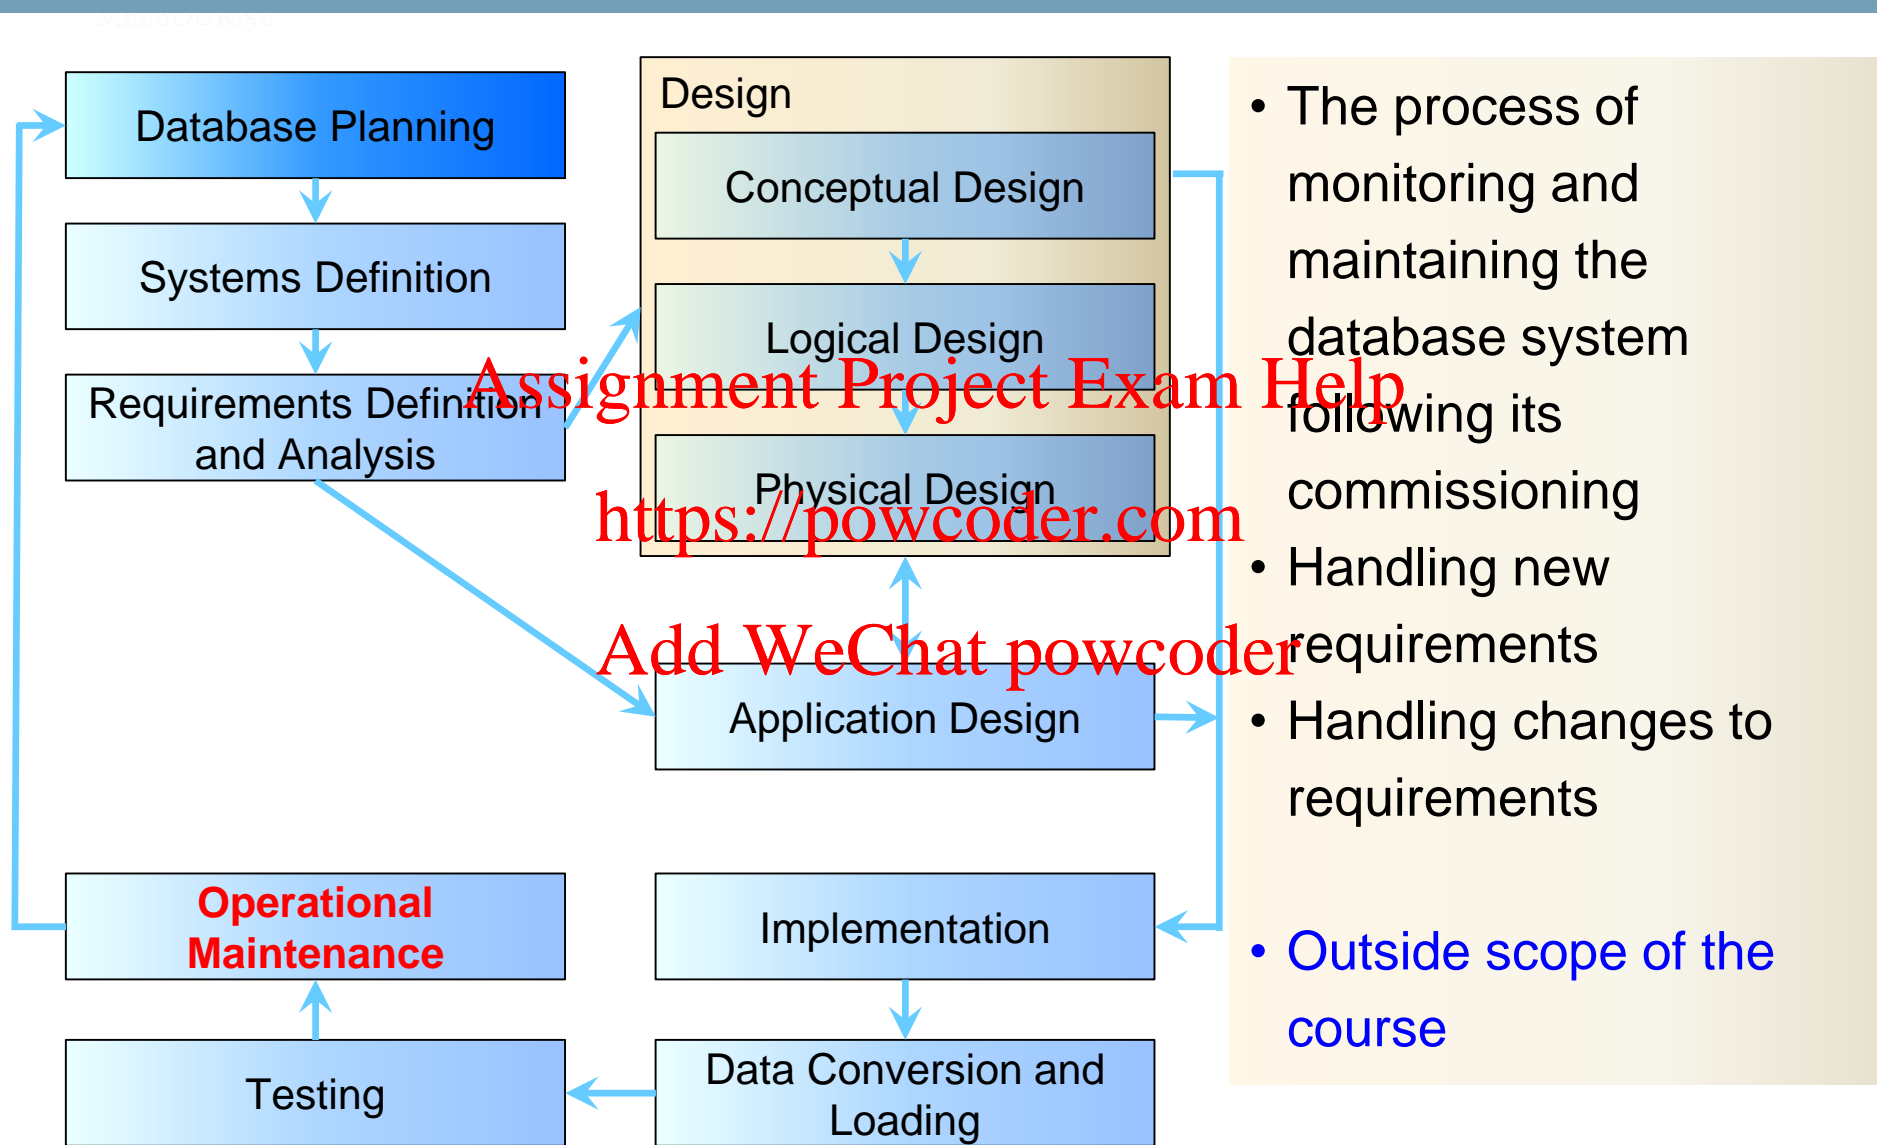 MELBOURNE
Database Planning
Systems Definition
Requirements Definition
and Analysis
Design
Conceptual Design
Logical Design
Physical Design
Application Design
Operational
Maintenance
Implementation
Testing
Data Conversion and
Loading
• The process of
monitoring and
maintaining the
database system
following its
commissioning
• Handling new
requirements
• Handling changes to
requirements
• Outside scope of the
course
Assignment Project Exam Help
https://powcoder.com
Add WeChat powcoder